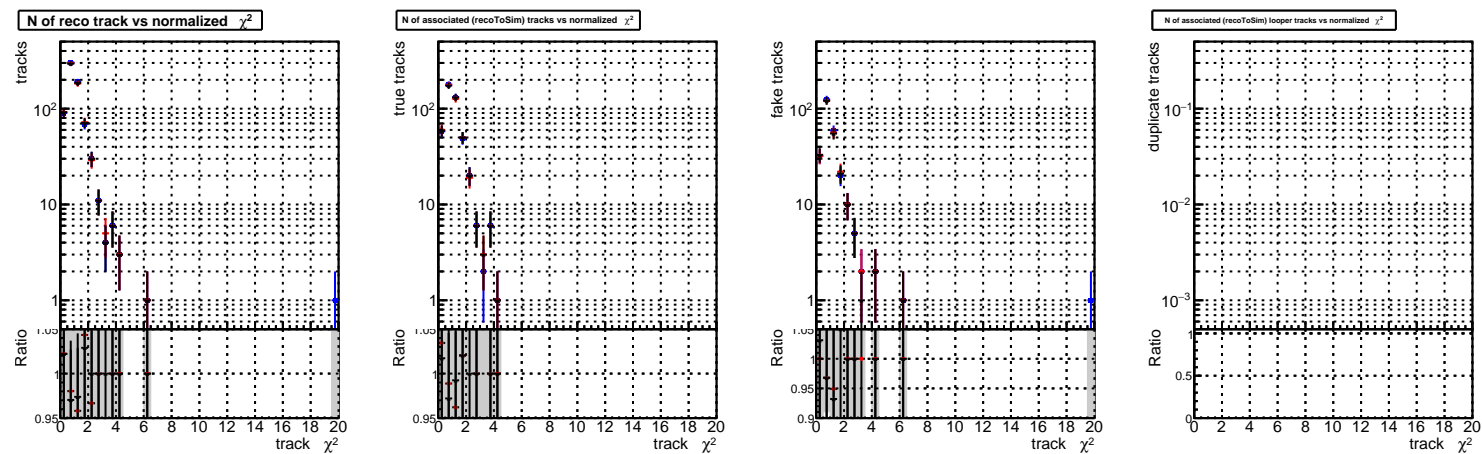 N of reco track vs normalized χ²
tracks
10²
10
1
Ratio
1.05
1
0.95
0 2 4 6 8 10 12 14 16 18 20
track χ²
N of associated (recoToSim) tracks vs normalized χ²
true tracks
10²
10
1
Ratio
1.05
1
0.95
0 2 4 6 8 10 12 14 16 18 20
track χ²
fake tracks
10²
10
1
Ratio
1.05
1
0.95
0.9
0 2 4 6 8 10 12 14 16 18 20
track χ²
N of associated (recoToSim) looper tracks vs normalized χ²
duplicate tracks
10⁻¹
10⁻²
10⁻³
Ratio
1
0.5
0
0 2 4 6 8 10 12 14 16 18 20
track χ²